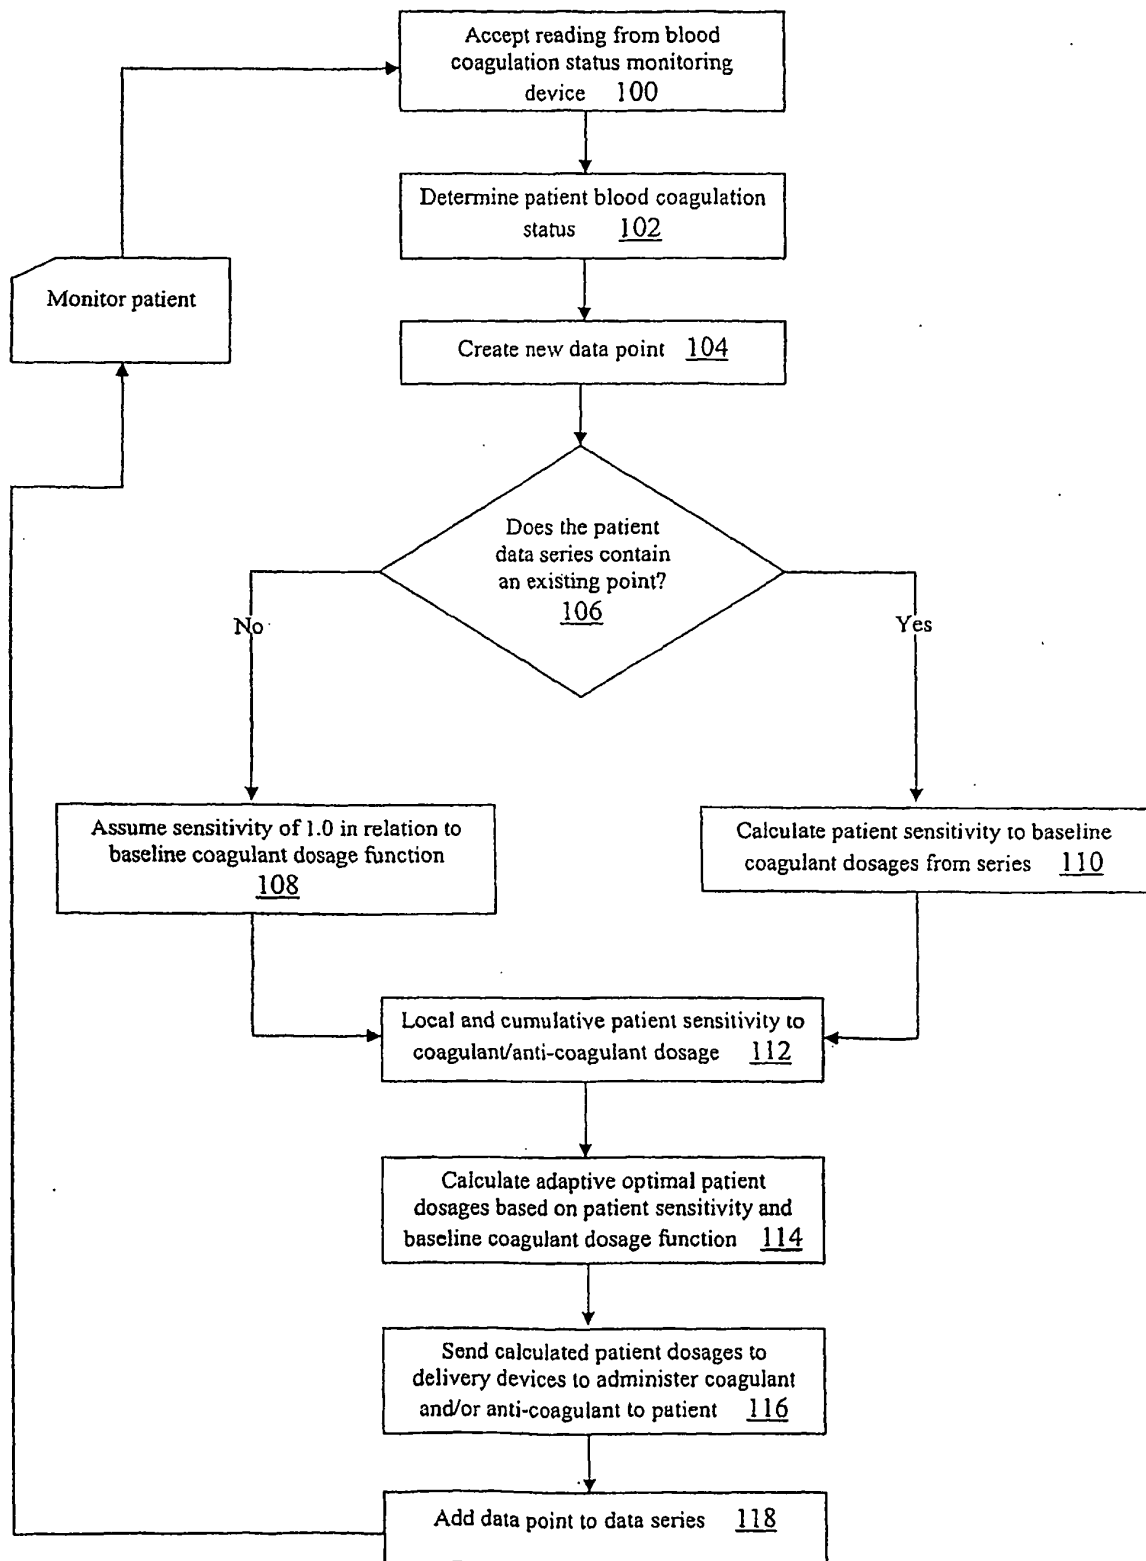 Accept reading from blood
coagulation status monitoring
device 100
Determine patient blood coagulation
status 102
Monitor patient
Create new data point 104
Does the patient
data series contain
an existing point?
106
No
Yes
Assume sensitivity of 1.0 in relation to
baseline coagulant dosage function
108
Calculate patient sensitivity to baseline
coagulant dosages from series 110
Local and cumulative patient sensitivity to
coagulant/anti-coagulant dosage 112
Calculate adaptive optimal patient
dosages based on patient sensitivity and
baseline coagulant dosage function 114
Send calculated patient dosages to
delivery devices to administer coagulant
and/or anti-coagulant to patient 116
Add data point to data series 118